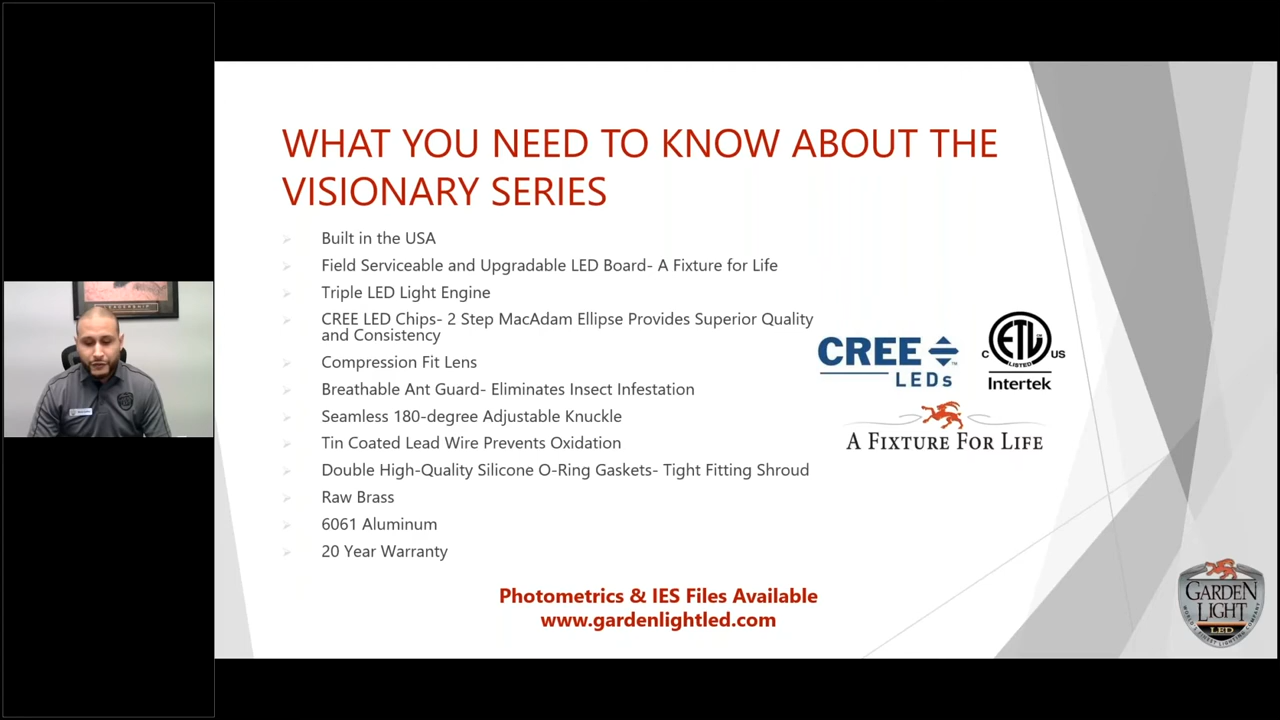 WHAT YOU NEED TO KNOW ABOUT THE
VISIONARY SERIES
Built in the USA
Field Serviceable and Upgradable LED Board- A Fixture for Life
Triple LED Light Engine
CREE LED Chips- 2 Step MacAdam Ellipse Provides Superior Quality
and Consistency
Compression Fit Lens
Breathable Ant Guard- Eliminates Insect Infestation
Seamless 180-degree Adjustable Knuckle
Tin Coated Lead Wire Prevents Oxidation
Double High-Quality Silicone O-Ring Gaskets- Tight Fitting Shroud
Raw Brass
6061 Aluminum
20 Year Warranty
CREE
LEDs
ETL
C LISTED US
Intertek
A FIXTURE FOR LIFE
Photometrics & IES Files Available
www.gardenlightled.com
GARDEN
LIGHT
LED